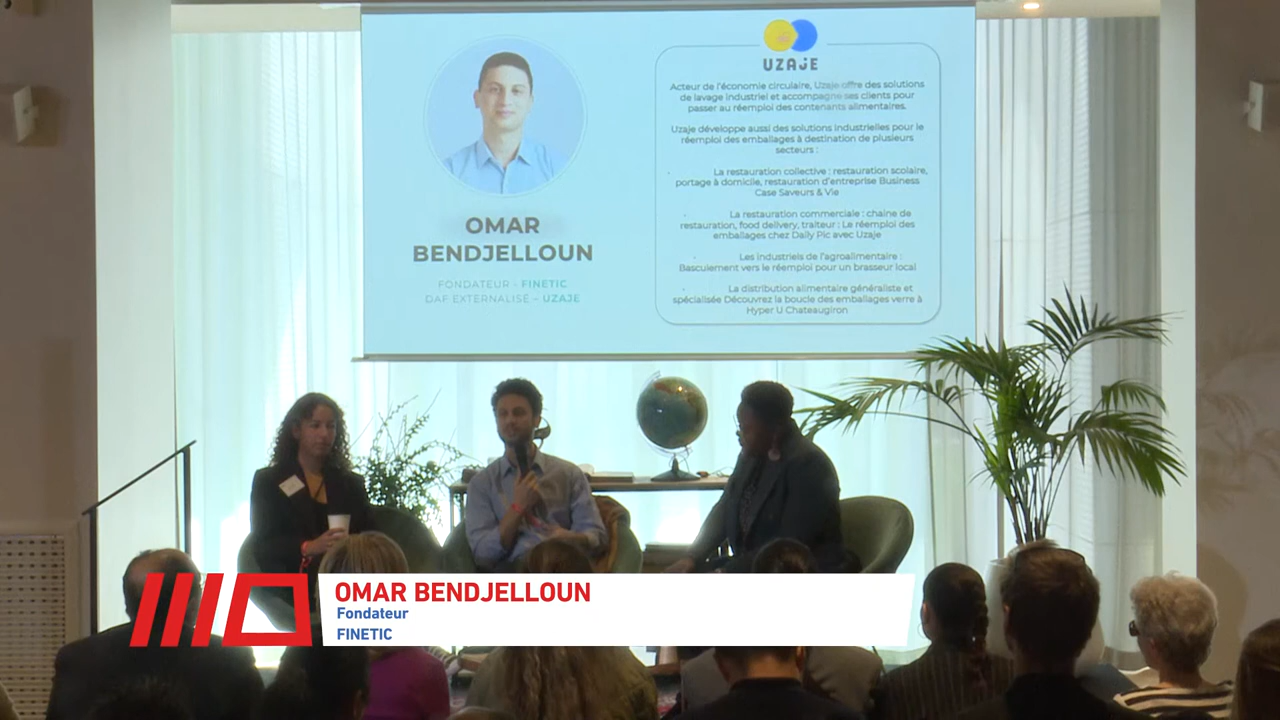 UZAJE
Acteur de l'économie circulaire, Uzaje offre des solutions
de lavage industriel et accompagne ses clients pour
passer au réemploi des contenants alimentaires.
Uzaje développe aussi des solutions industrielles pour le
réemploi des emballages à destination de plusieurs
secteurs :
· La restauration collective : restauration scolaire,
portage à domicile, restauration d'entreprise Business
Case Saveurs & Vie
· La restauration commerciale : chaine de
restauration, food delivery, traiteur : Le réemploi des
emballages chez Daily Pic avec Uzaje
· Les industriels de l'agroalimentaire :
Basculement vers le réemploi pour un brasseur local
· La distribution alimentaire généraliste et
spécialisée Découvrez la boucle des emballages verre à
Hyper U Chateaugiron
OMAR
BENDJELLOUN
FONDATEUR - FINETIC
DAF EXTERNALISÉ – UZAJE
OMAR BENDJELLOUN
Fondateur
FINETIC